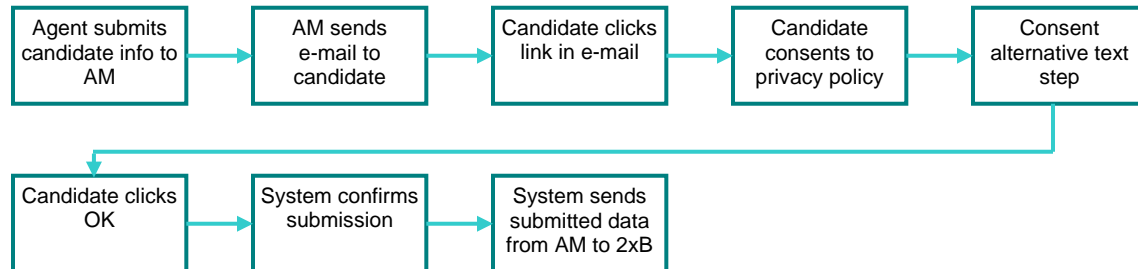 Agent submits
candidate info to
AM
AM sends
e-mail to
candidate
Candidate clicks
link in e-mail
Candidate
consents to
privacy policy
Consent
alternative text
step
Candidate clicks
OK
System confirms
submission
System sends
submitted data
from AM to 2xB